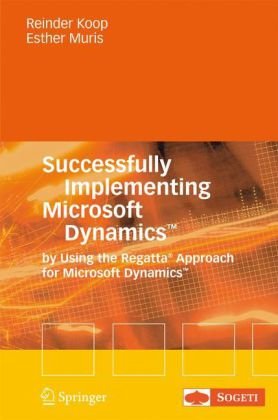 Reinder Koop
Esther Muris
Successfully
Implementing
Microsoft
Dynamics™
by Using the Regatta® Approach
for Microsoft Dynamics™
Springer
SOGETI